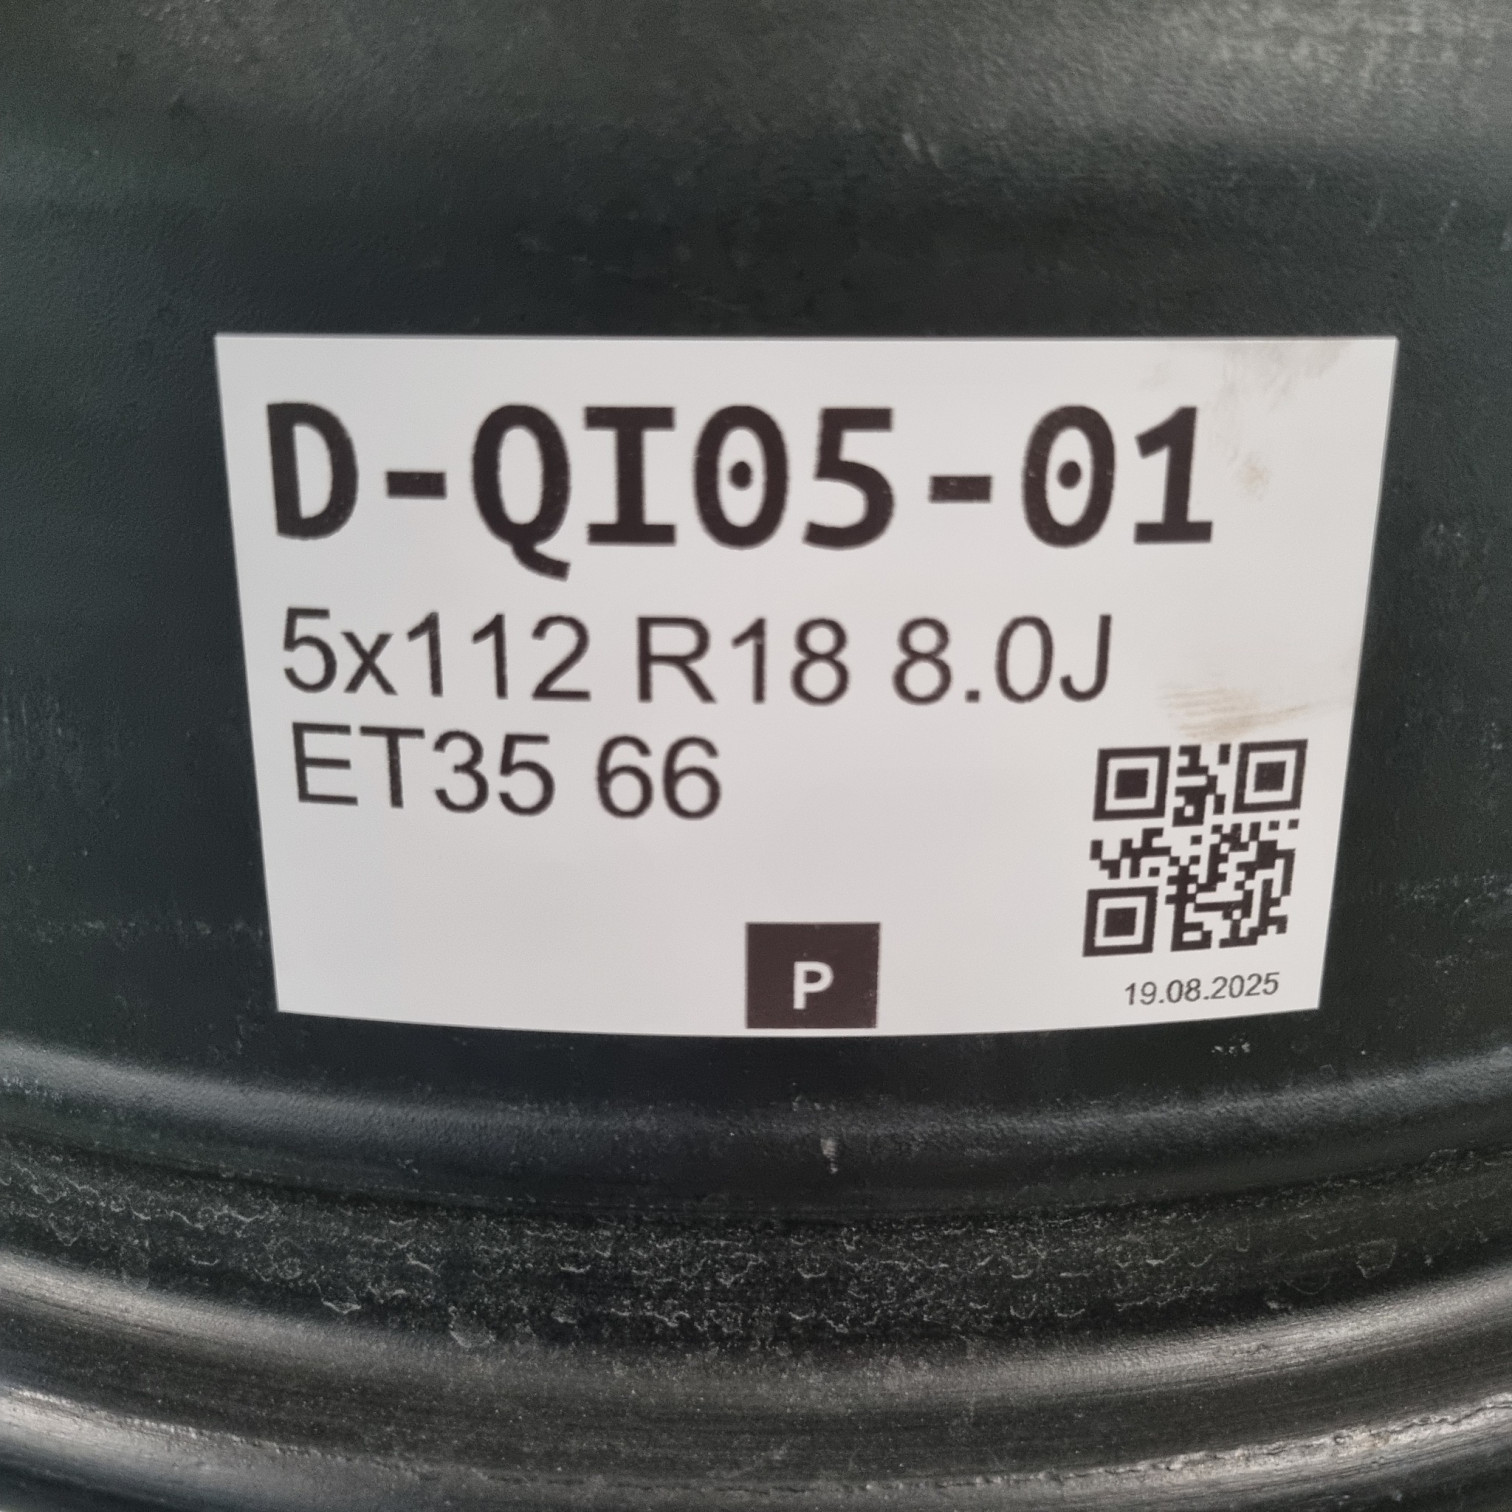 D-QI05-01
5x112 R18 8.0J
ET35 66
P
19.08.2025